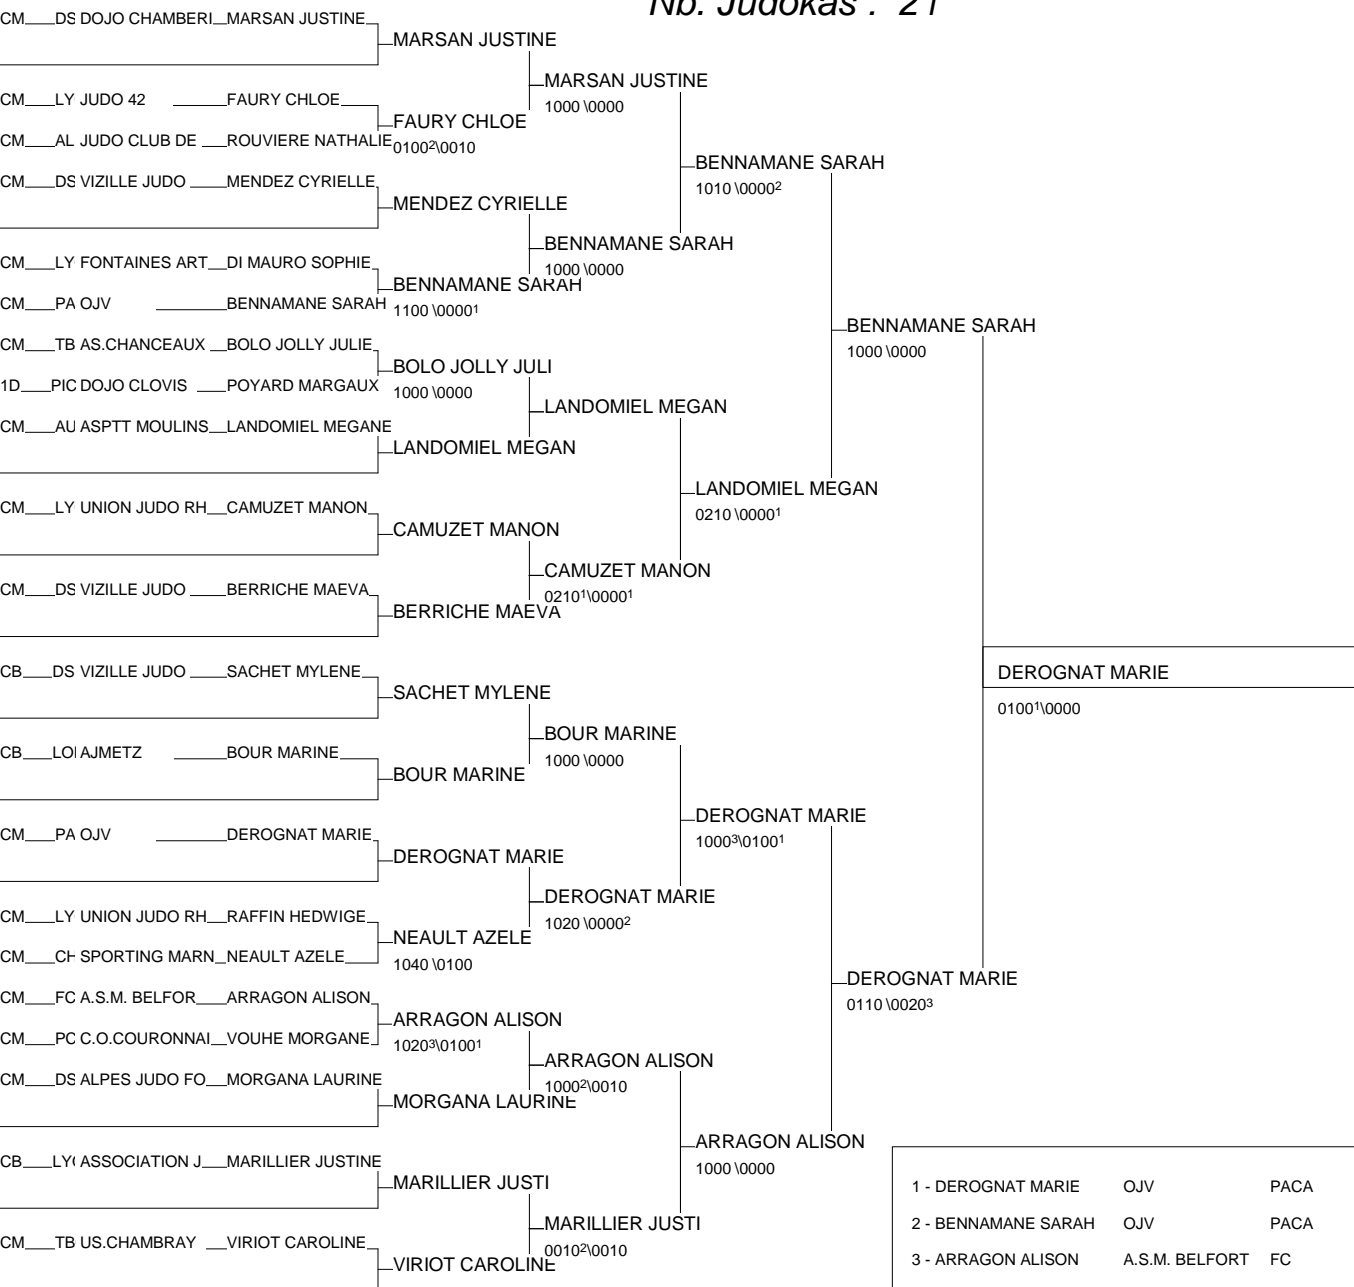 Nb. Judokas : 21
CM DS DOJO CHAMBERI MARSAN JUSTINE
MARSAN JUSTINE
MARSAN JUSTINE
1000 \0000
CM LY JUDO 42 FAURY CHLOE
FAURY CHLOE
0100²\0010
CM AL JUDO CLUB DE ROUVIERE NATHALIE
BENNAMANE SARAH
1010 \0000²
CM DS VIZILLE JUDO MENDEZ CYRIELLE
MENDEZ CYRIELLE
BENNAMANE SARAH
1000 \0000
CM LY FONTAINES ART DI MAURO SOPHIE
BENNAMANE SARAH
1100 \0000¹
CM PA OJV BENNAMANE SARAH
BENNAMANE SARAH
1000 \0000
CM TB AS.CHANCEAUX BOLO JOLLY JULIE
BOLO JOLLY JULI
1000 \0000
1D PIC DOJO CLOVIS POYARD MARGAUX
LANDOMIEL MEGAN
CM AU ASPTT MOULINS LANDOMIEL MEGANE
LANDOMIEL MEGAN
LANDOMIEL MEGAN
0210 \0000¹
CM LY UNION JUDO RH CAMUZET MANON
CAMUZET MANON
CAMUZET MANON
0210¹\0000¹
CM DS VIZILLE JUDO BERRICHE MAEVA
BERRICHE MAEVA
CB DS VIZILLE JUDO SACHET MYLENE
DEROGNAT MARIE
0100¹\0000
SACHET MYLENE
BOUR MARINE
1000 \0000
CB LOI AJMETZ BOUR MARINE
BOUR MARINE
DEROGNAT MARIE
1000³\0100¹
CM PA OJV DEROGNAT MARIE
DEROGNAT MARIE
DEROGNAT MARIE
1020 \0000²
CM LY UNION JUDO RH RAFFIN HEDWIGE
NEAULT AZELE
1040 \0100
CM CH SPORTING MARN NEAULT AZELE
DEROGNAT MARIE
0110 \0020³
CM FC A.S.M. BELFOR ARRAGON ALISON
ARRAGON ALISON
1020³\0100¹
CM PC C.O.COURONNAI VOUHE MORGANE
ARRAGON ALISON
1000²\0010
CM DS ALPES JUDO FO MORGANA LAURINE
MORGANA LAURINE
ARRAGON ALISON
1000 \0000
CB LY( ASSOCIATION J MARILLIER JUSTINE
MARILLIER JUSTI
MARILLIER JUSTI
0010²\0010
CM TB US.CHAMBRAY VIRIOT CAROLINE
VIRIOT CAROLINE
1 - DEROGNAT MARIE OJV PACA
2 - BENNAMANE SARAH OJV PACA
3 - ARRAGON ALISON A.S.M. BELFORT FC